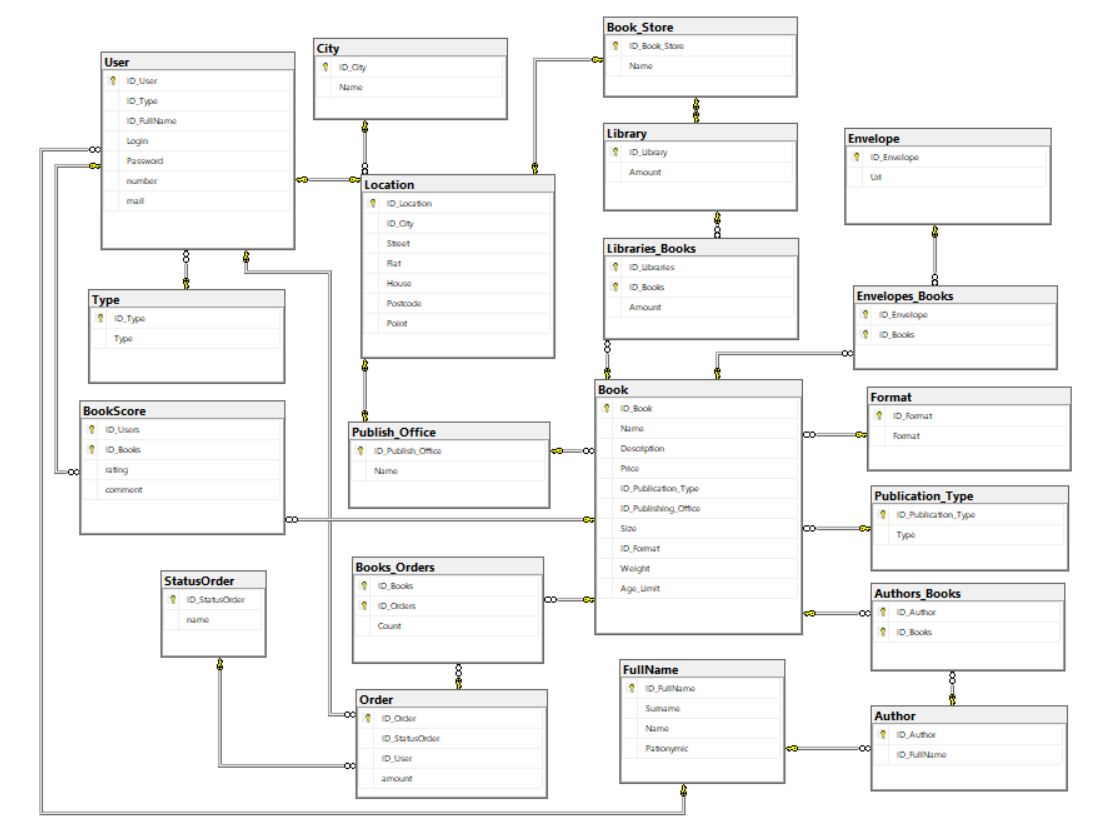 User
ID_User
ID_Type
ID_FullName
Login
Password
number
mail
City
ID_City
Name
Book_Store
ID_Book_Store
Name
Library
ID_Library
Amount
Envelope
ID_Envelope
Url
Location
ID_Location
ID_City
Street
Flat
House
Postcode
Point
Libraries_Books
ID_Libraries
ID_Books
Amount
Envelopes_Books
ID_Envelope
ID_Books
Type
ID_Type
Type
BookScore
ID_Users
ID_Books
rating
comment
Publish_Office
ID_Publish_Office
Name
Book
ID_Book
Name
Description
Price
ID_Publication_Type
ID_Publishing_Office
Size
ID_Format
Weight
Age_Limit
Format
ID_Format
Format
Publication_Type
ID_Publication_Type
Type
StatusOrder
ID_StatusOrder
name
Books_Orders
ID_Books
ID_Orders
Count
Authors_Books
ID_Author
ID_Books
Order
ID_Order
ID_StatusOrder
ID_User
amount
FullName
ID_FullName
Surname
Name
Patronymic
Author
ID_Author
ID_FullName